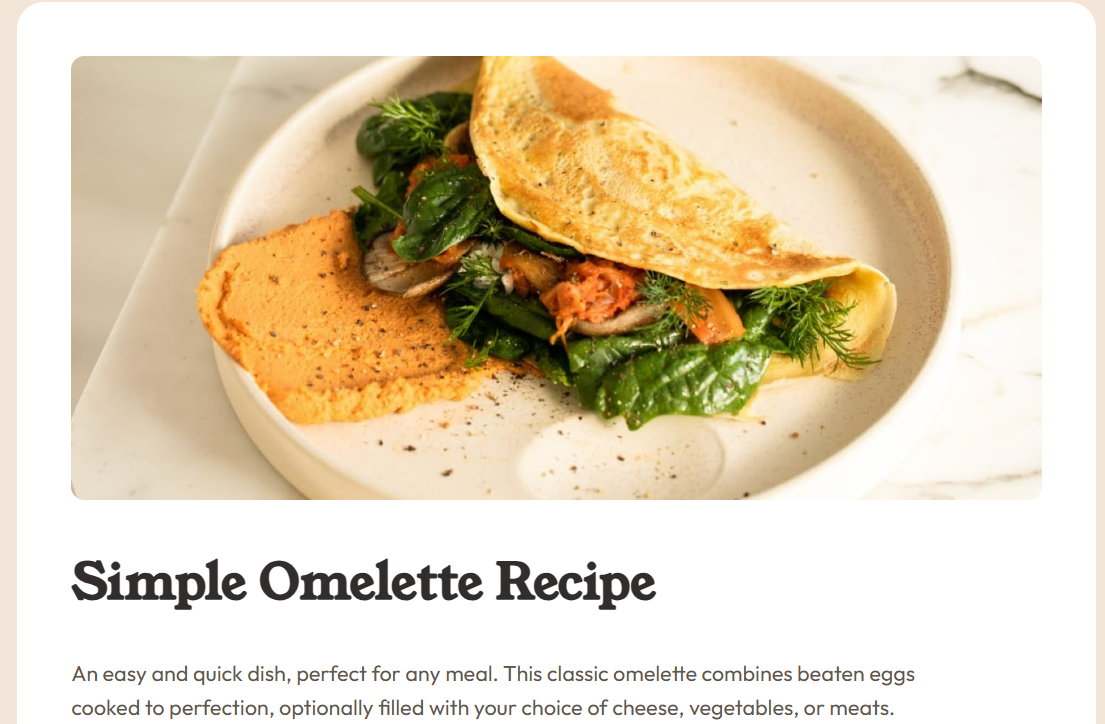 Simple Omelette Recipe
An easy and quick dish, perfect for any meal. This classic omelette combines beaten eggs
cooked to perfection, optionally filled with your choice of cheese, vegetables, or meats.